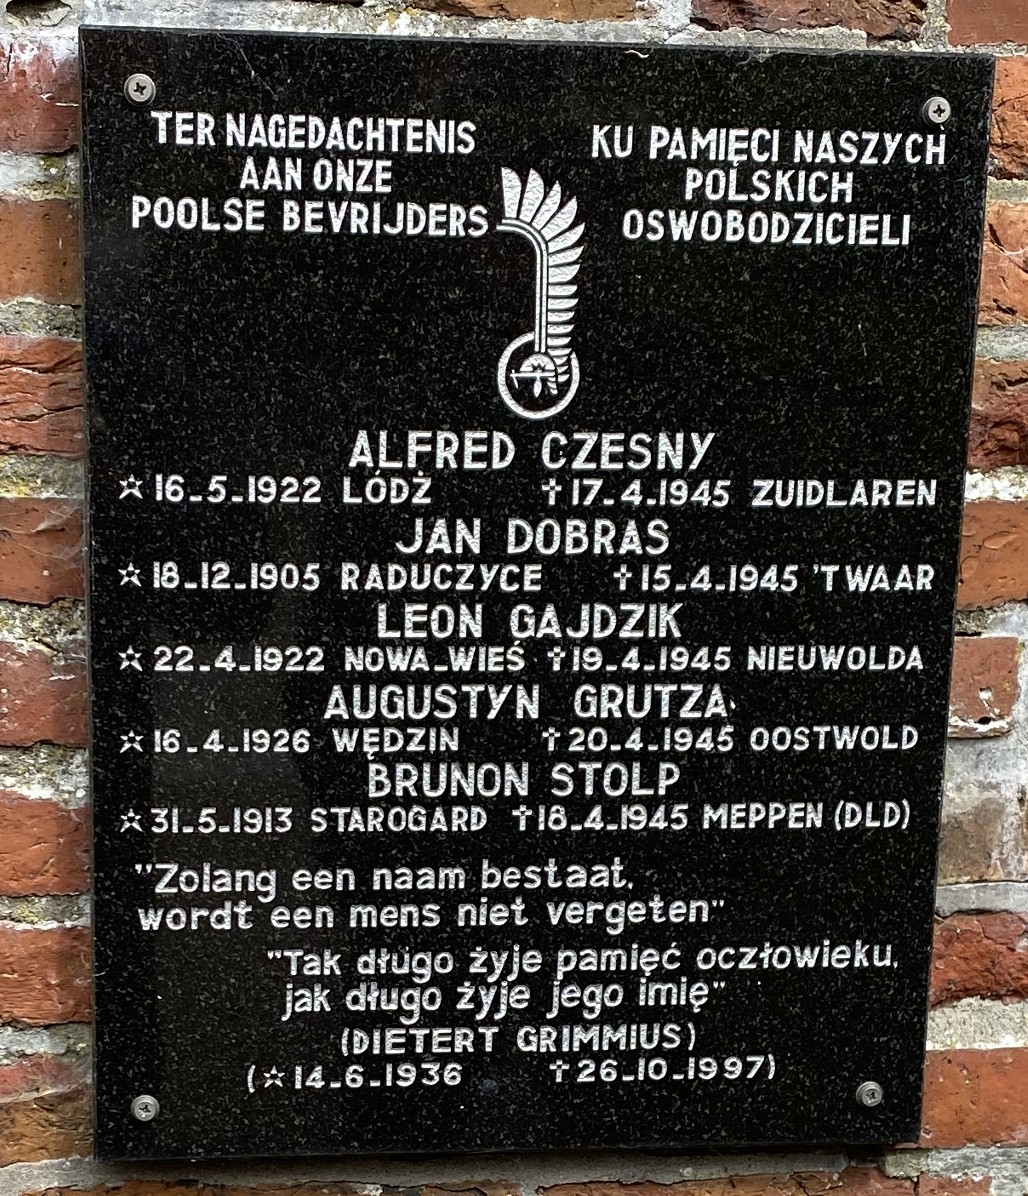 TER NAGEDACHTENIS
AAN ONZE
POOLSE BEVRIJDERS
KU PAMIĘCI NASZYCH
POLSKICH
OSWOBODZICIELI
ALFRED CZESNY
☆ 16-5-1922 ŁÓDŹ † 17-4-1945 ZUIDLAREN
JAN DOBRAS
☆ 18-12-1905 RADUCZYCE † 15-4-1945 'TWAAR
LEON GAJDZIK
☆ 22-4-1922 NOWA-WIEŚ † 19-4-1945 NIEUWOLDA
AUGUSTYN GRUTZA
☆ 16-4-1926 WĘDZIN † 20-4-1945 OOSTWOLD
BRUNON STOLP
☆ 31-5-1913 STAROGARD † 18-4-1945 MEPPEN (DLD)
"Zolang een naam bestaat,
wordt een mens niet vergeten"
"Tak długo żyje pamięć oczłowieku,
jak długo żyje jego imię"
(DIETERT GRIMMIUS)
(☆ 14-6-1936 † 26-10-1997)